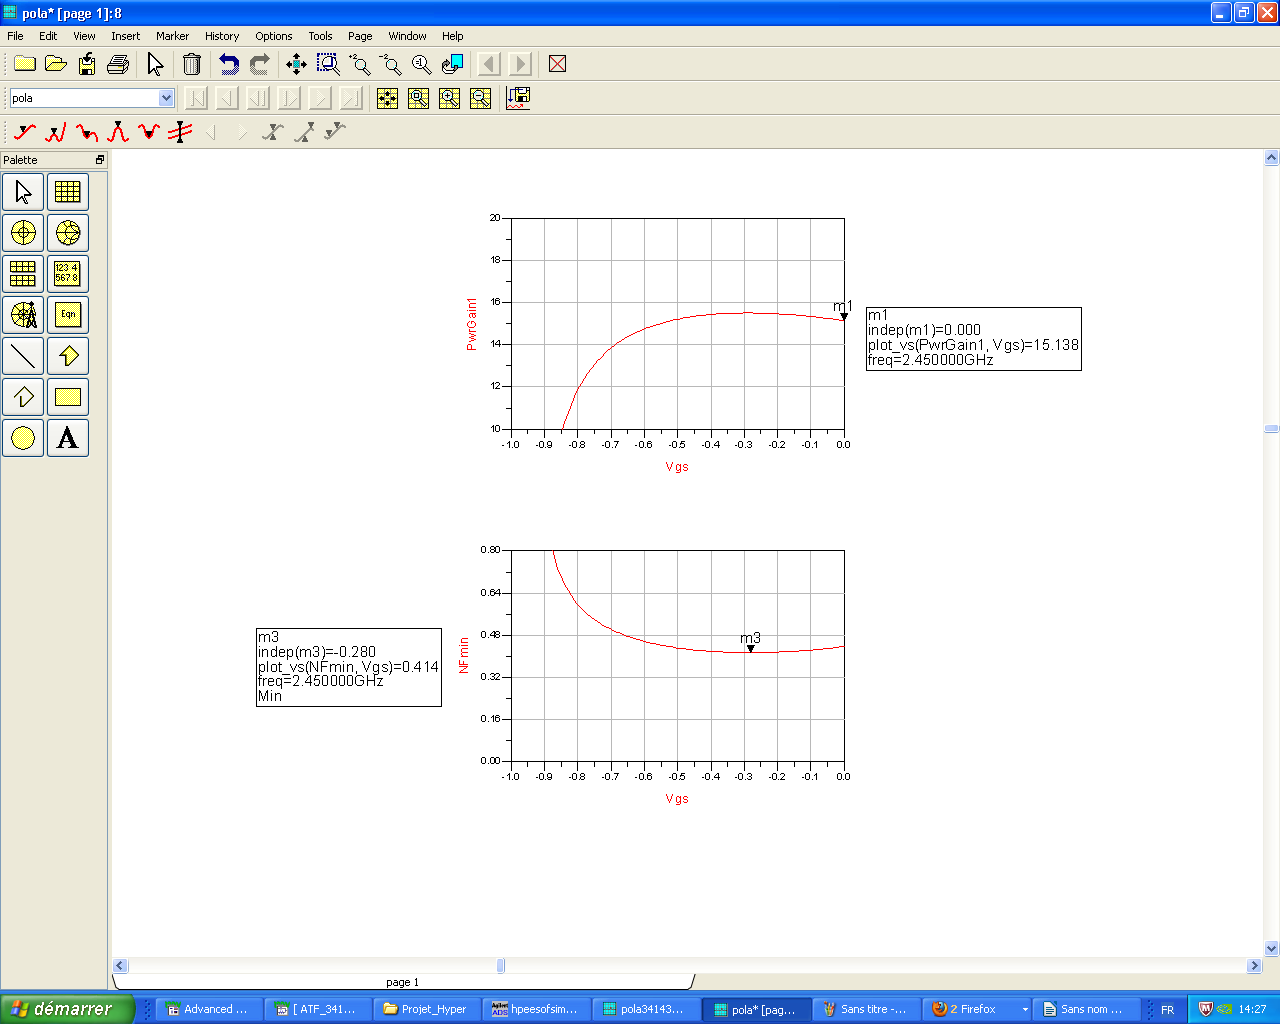 pola* [page 1]:8
File Edit View Insert Marker History Options Tools Page Window Help
pola
Palette
123 4
567 8
Eqn
A
20
18
16
14
12
10
PwrGain1
m1
-1.0 -0.9 -0.8 -0.7 -0.6 -0.5 -0.4 -0.3 -0.2 -0.1 0.0
Vgs
m1
indep(m1)=0.000
plot_vs(PwrGain1, Vgs)=15.138
freq=2.450000GHz
0.80
0.64
0.48
0.32
0.16
0.00
NFmin
m3
-1.0 -0.9 -0.8 -0.7 -0.6 -0.5 -0.4 -0.3 -0.2 -0.1 0.0
Vgs
m3
indep(m3)=-0.280
plot_vs(NFmin, Vgs)=0.414
freq=2.450000GHz
Min
page 1
démarrer
Advanced ...
[ ATF_341...
Projet_Hyper
hpeesofsim...
pola34143...
pola* [pag...
Sans titre -...
2 Firefox
Sans nom ...
FR
14:27